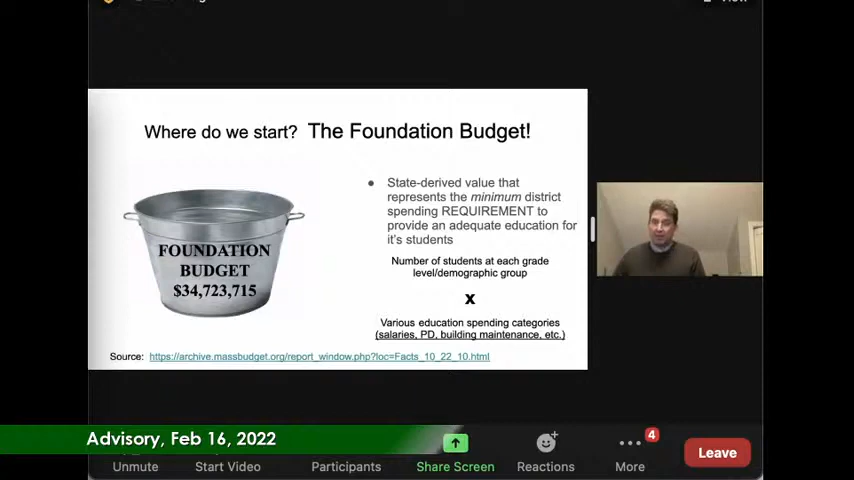 Where do we start? The Foundation Budget!
● State-derived value that
represents the minimum district
spending REQUIREMENT to
provide an adequate education for
it's students
FOUNDATION
BUDGET
$34,723,715
Number of students at each grade
level/demographic group
x
Various education spending categories
(salaries, PD, building maintenance, etc.)
Source: https://archive.massbudget.org/report_window.php?loc=Facts_10_22_10.html
Advisory, Feb 16, 2022
4
Unmute
Start Video
Participants
Share Screen
Reactions
More
Leave